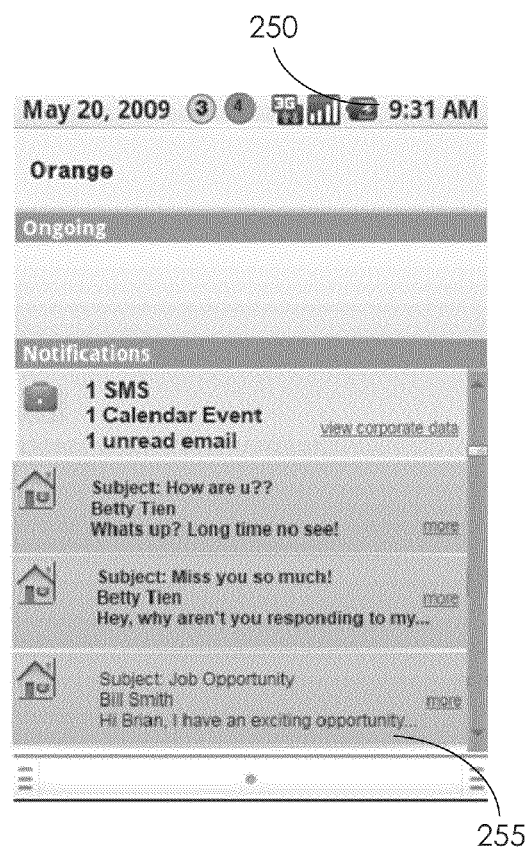 250
May 20, 2009 3 4 3G 9:31 AM
Orange
Ongoing
Notifications
1 SMS
1 Calendar Event
1 unread email view corporate data
Subject: How are u??
Betty Tien
Whats up? Long time no see! more
Subject: Miss you so much!
Betty Tien more
Hey, why aren't you responding to my...
Subject: Job Opportunity
Bill Smith more
Hi Brian, I have an exciting opportunity...
255